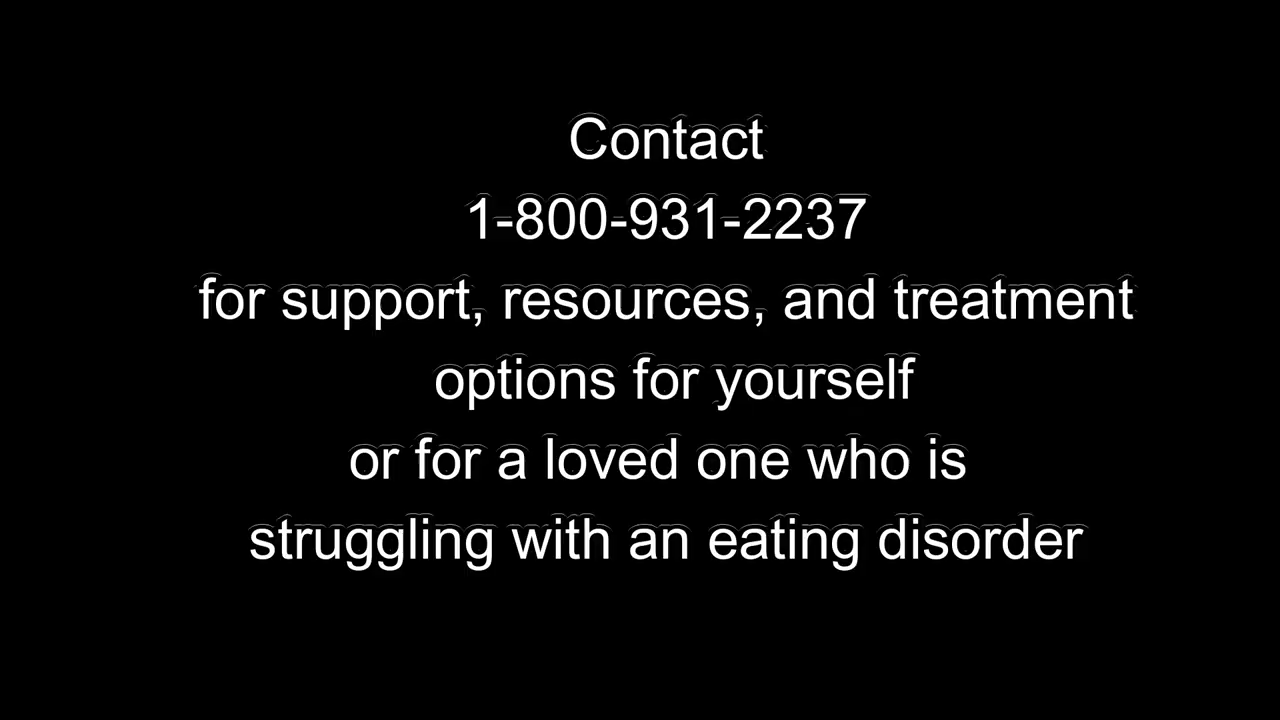 Contact
1-800-931-2237
for support, resources, and treatment
options for yourself
or for a loved one who is
struggling with an eating disorder